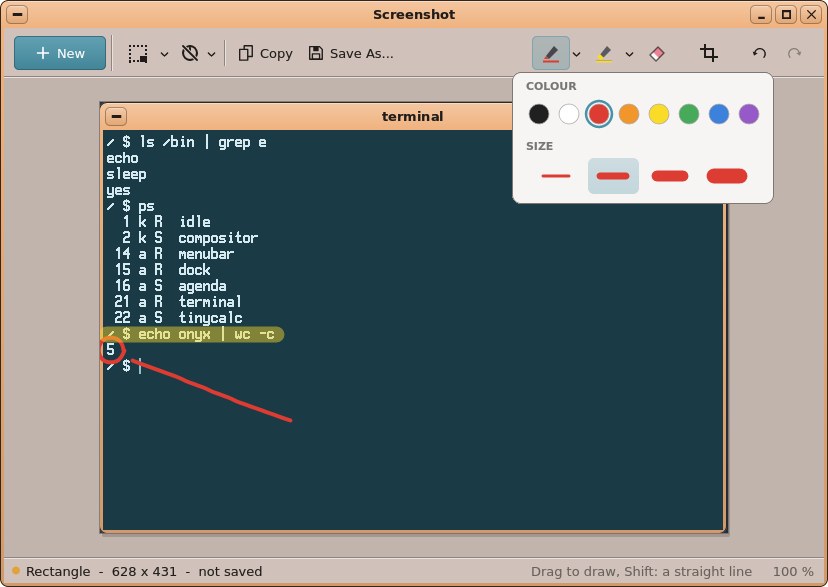 Screenshot
New
Copy
Save As...
COLOUR
SIZE
terminal
/ $ ls /bin | grep e
echo
sleep
yes
/ $ ps
1 k R idle
2 k S compositor
14 a R menubar
15 a R dock
16 a S agenda
21 a R terminal
22 a S tinycalc
/ $ echo onyx | wc -c
5
/ $
Rectangle - 628 x 431 - not saved
Drag to draw, Shift: a straight line 100 %